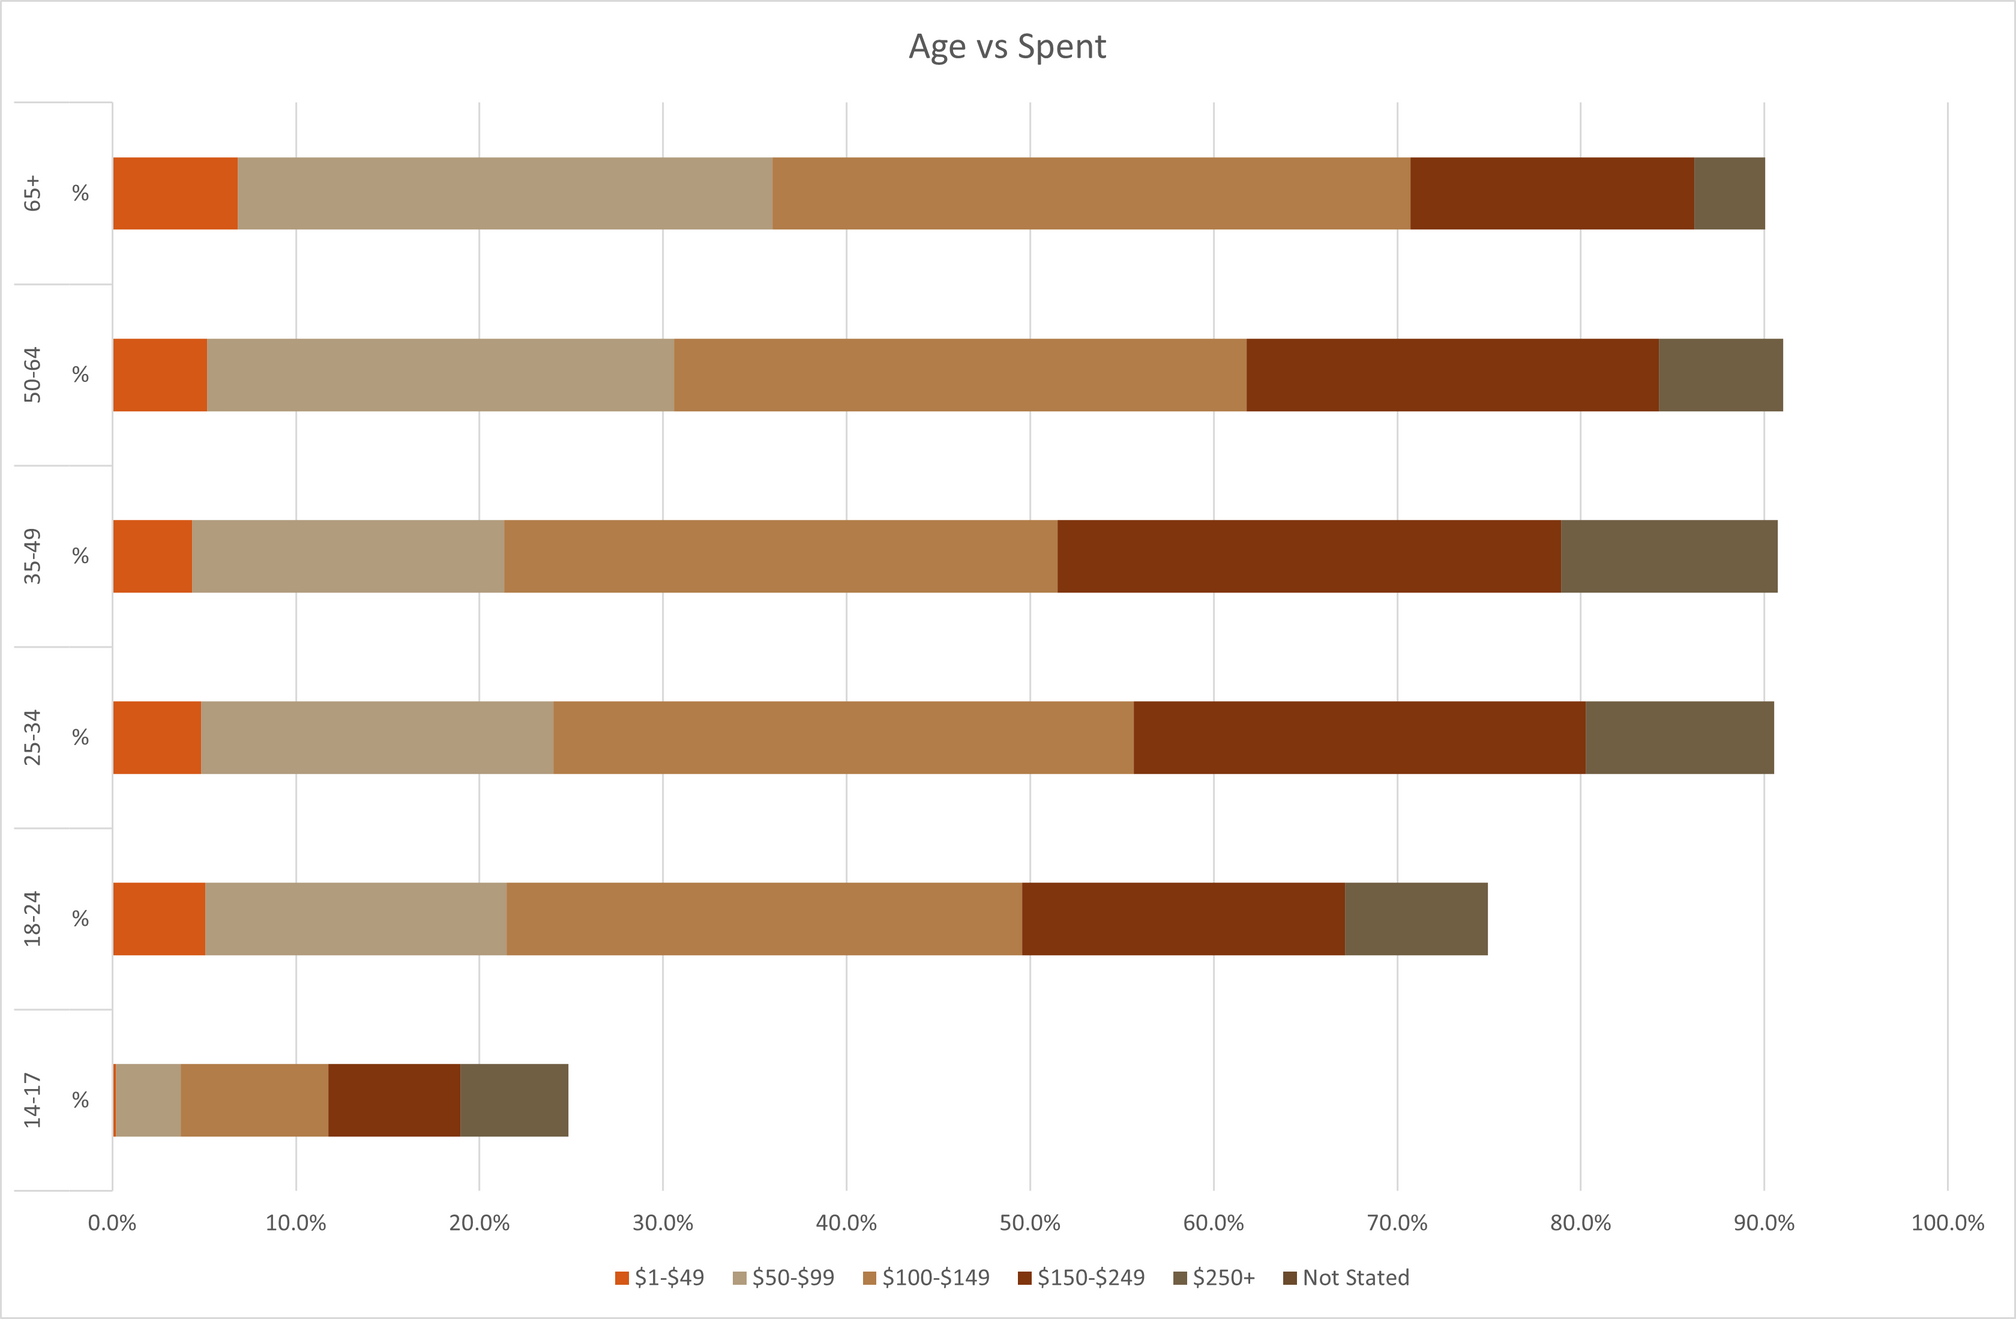 Age vs Spent
65+ %
50-64 %
35-49 %
25-34 %
18-24 %
14-17 %
0.0% 10.0% 20.0% 30.0% 40.0% 50.0% 60.0% 70.0% 80.0% 90.0% 100.0%
$1-$49 $50-$99 $100-$149 $150-$249 $250+ Not Stated